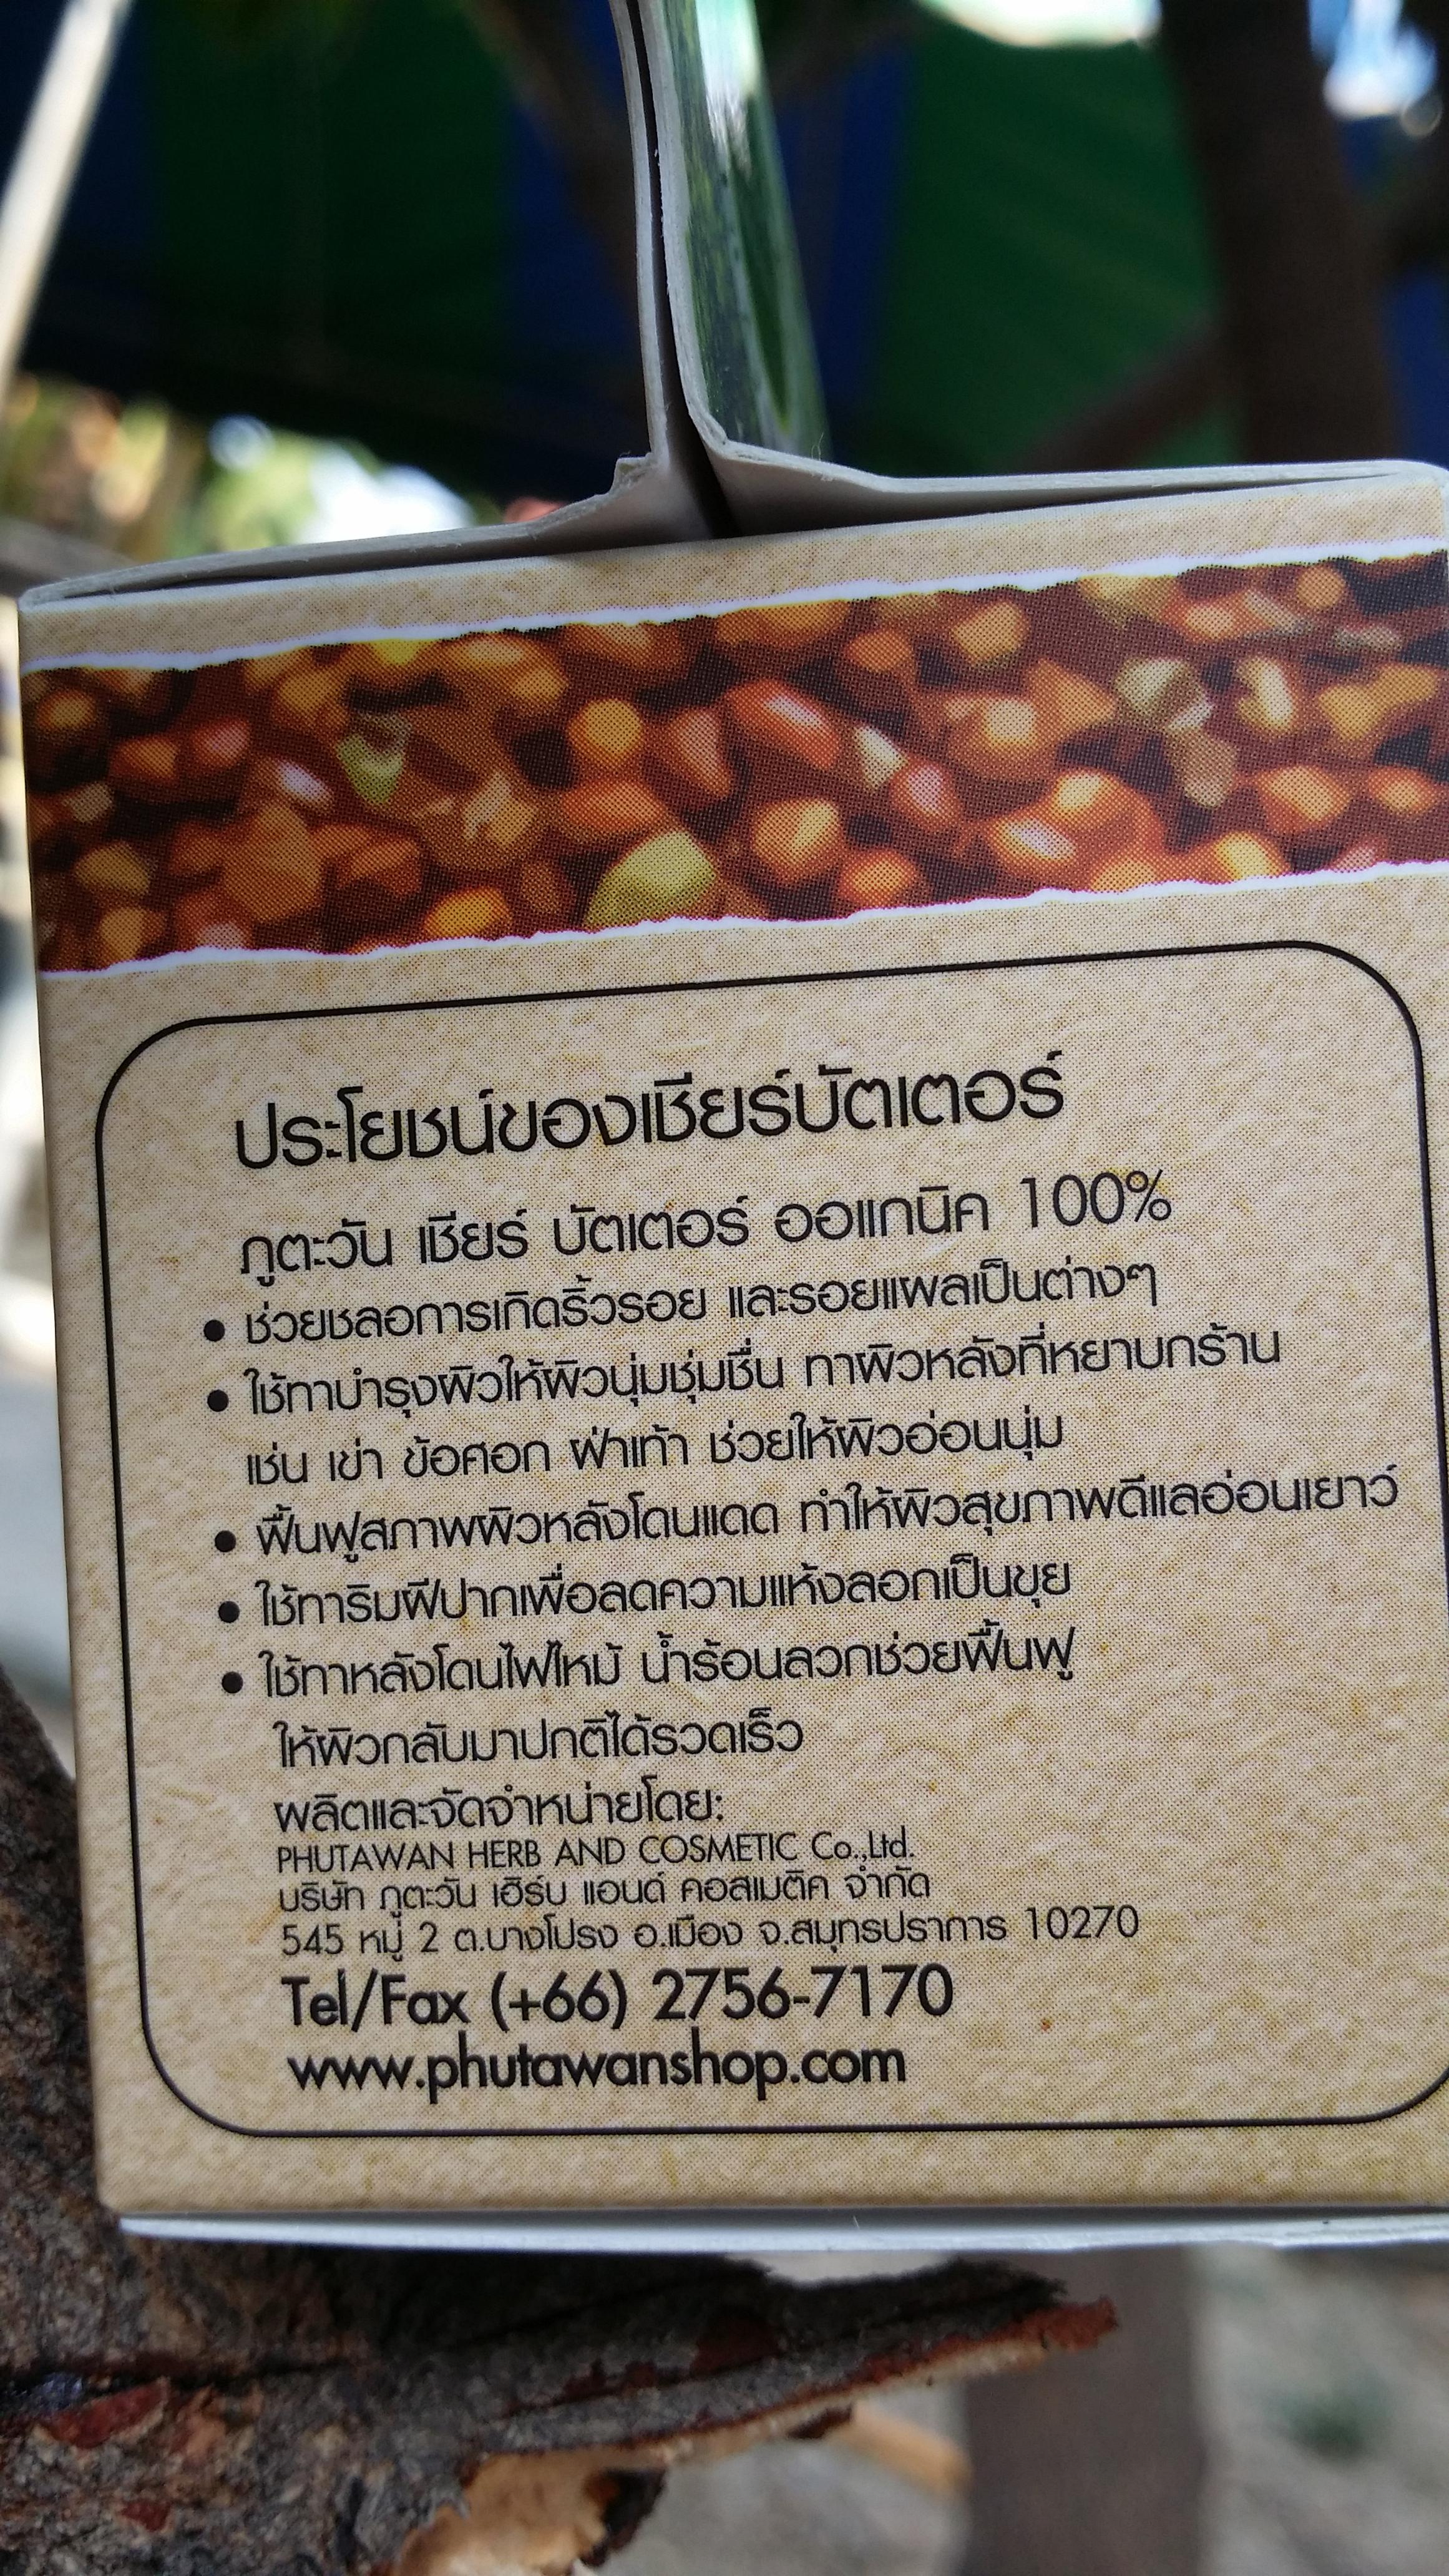 ประโยชน์ของเชียร์บัตเตอร์
ภูตะวัน เชียร์ บัตเตอร์ ออแกนิค 100%
• ช่วยชลอการเกิดริ้วรอย และรอยแผลเป็นต่างๆ
• ใช้ทาบำรุงผิวให้ผิวนุ่มชุ่มชื่น ทาผิวหลังที่หยาบกร้าน
เช่น เข่า ข้อศอก ฝ่าเท้า ช่วยให้ผิวอ่อนนุ่ม
• ฟื้นฟูสภาพผิวหลังโดนแดด ทำให้ผิวสุขภาพดีแลอ่อนเยาว์
• ใช้ทาริมฝีปากเพื่อลดความแห้งลอกเป็นขุย
• ใช้ทาหลังโดนไฟไหม้ น้ำร้อนลวกช่วยฟื้นฟู
ให้ผิวกลับมาปกติได้รวดเร็ว
ผลิตและจัดจำหน่ายโดย:
PHUTAWAN HERB AND COSMETIC Co.,Ltd.
บริษัท ภูตะวัน เฮิร์บ แอนด์ คอสเมติค จำกัด
545 หมู่ 2 ต.บางโปรง อ.เมือง จ.สมุทรปราการ 10270
Tel/Fax (+66) 2756-7170
www.phutawanshop.com